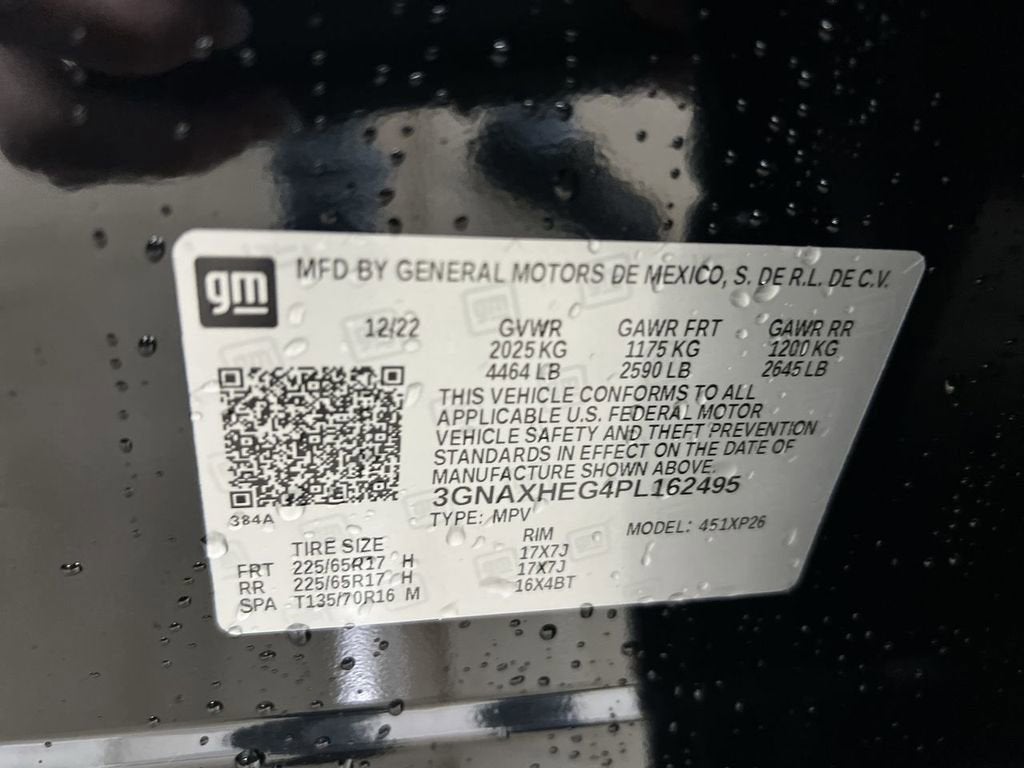 gm
MFD BY GENERAL MOTORS DE MEXICO, S. DE R.L. DE C.V.
12/22 GVWR GAWR FRT GAWR RR
2025 KG 1175 KG 1200 KG
4464 LB 2590 LB 2645 LB
THIS VEHICLE CONFORMS TO ALL
APPLICABLE U.S. FEDERAL MOTOR
VEHICLE SAFETY AND THEFT PREVENTION
STANDARDS IN EFFECT ON THE DATE OF
MANUFACTURE SHOWN ABOVE.
3GNAXHEG4PL162495
384A
TYPE: MPV MODEL: 451XP26
TIRE SIZE RIM
FRT 225/65R17 H 17X7J
RR 225/65R17 H 17X7J
SPA T135/70R16 M 16X4BT